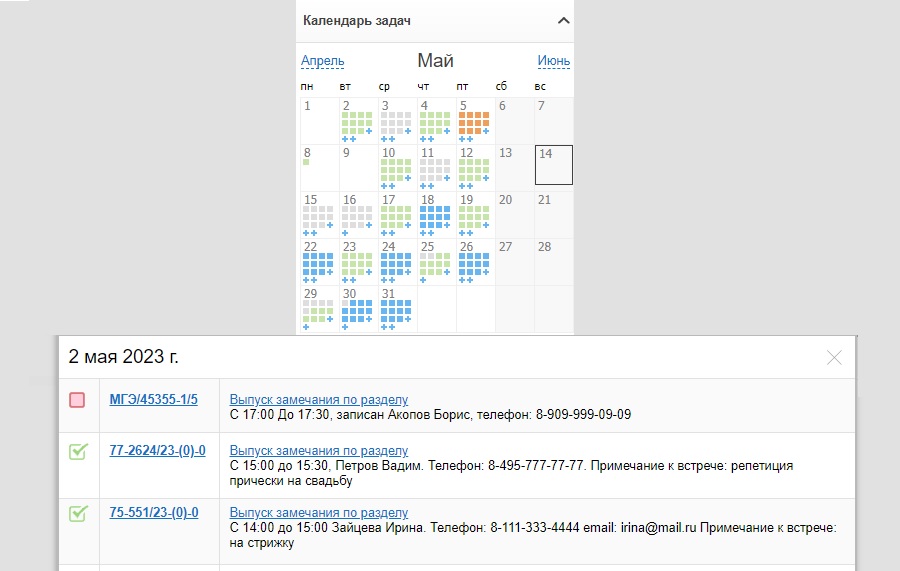 Календарь задач
Апрель Май Июнь
пн вт ср чт пт сб вс
1 2 3 4 5 6 7
8 9 10 11 12 13 14
15 16 17 18 19 20 21
22 23 24 25 26 27 28
29 30 31
2 мая 2023 г.
МГЭ/45355-1/5 Выпуск замечания по разделу
С 17:00 До 17:30, записан Акопов Борис, телефон: 8-909-999-09-09
77-2624/23-(0)-0 Выпуск замечания по разделу
С 15:00 до 15:30, Петров Вадим. Телефон: 8-495-777-77-77. Примечание к встрече: репетиция
прически на свадьбу
75-551/23-(0)-0 Выпуск замечания по разделу
С 14:00 до 15:00 Зайцева Ирина. Телефон: 8-111-333-4444 email: irina@mail.ru Примечание к встрече:
на стрижку